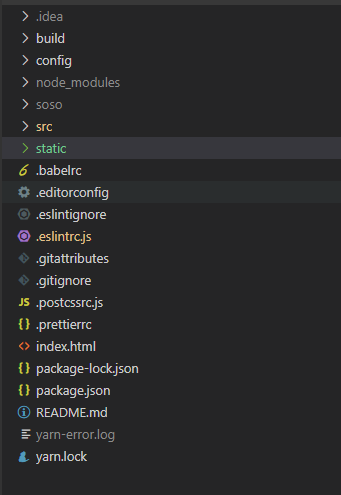 .idea
build
config
node_modules
soso
src
static
.babelrc
.editorconfig
.eslintignore
.eslintrc.js
.gitattributes
.gitignore
JS .postcssrc.js
{} .prettierrc
<> index.html
{} package-lock.json
{} package.json
README.md
yarn-error.log
yarn.lock